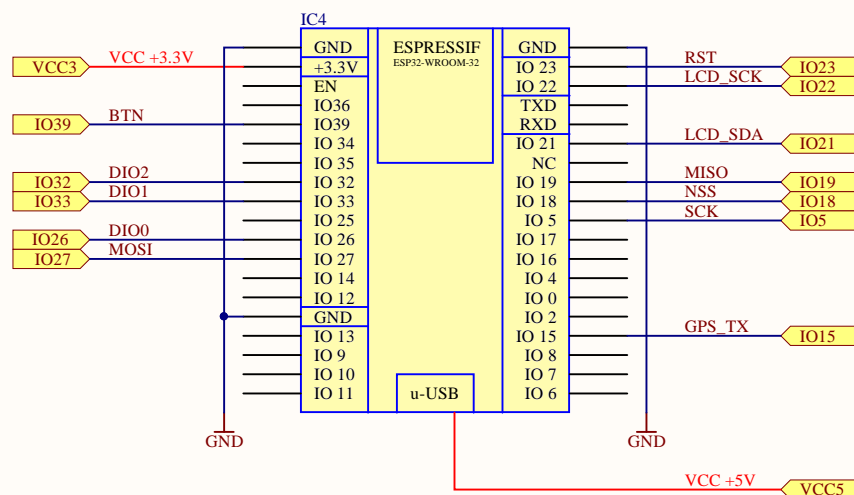 IC4
GND
+3.3V
EN
IO36
IO39
IO 34
IO 35
IO 32
IO 33
IO 25
IO 26
IO 27
IO 14
IO 12
GND
IO 13
IO 9
IO 10
IO 11
ESPRESSIF
ESP32-WROOM-32
u-USB
GND
IO 23
IO 22
TXD
RXD
IO 21
NC
IO 19
IO 18
IO 5
IO 17
IO 16
IO 4
IO 0
IO 2
IO 15
IO 8
IO 7
IO 6
VCC3 VCC +3.3V
IO39 BTN
IO32 DIO2
IO33 DIO1
IO26 DIO0
IO27 MOSI
GND
RST IO23
LCD_SCK IO22
LCD_SDA IO21
MISO IO19
NSS IO18
SCK IO5
GPS_TX IO15
GND
VCC +5V VCC5